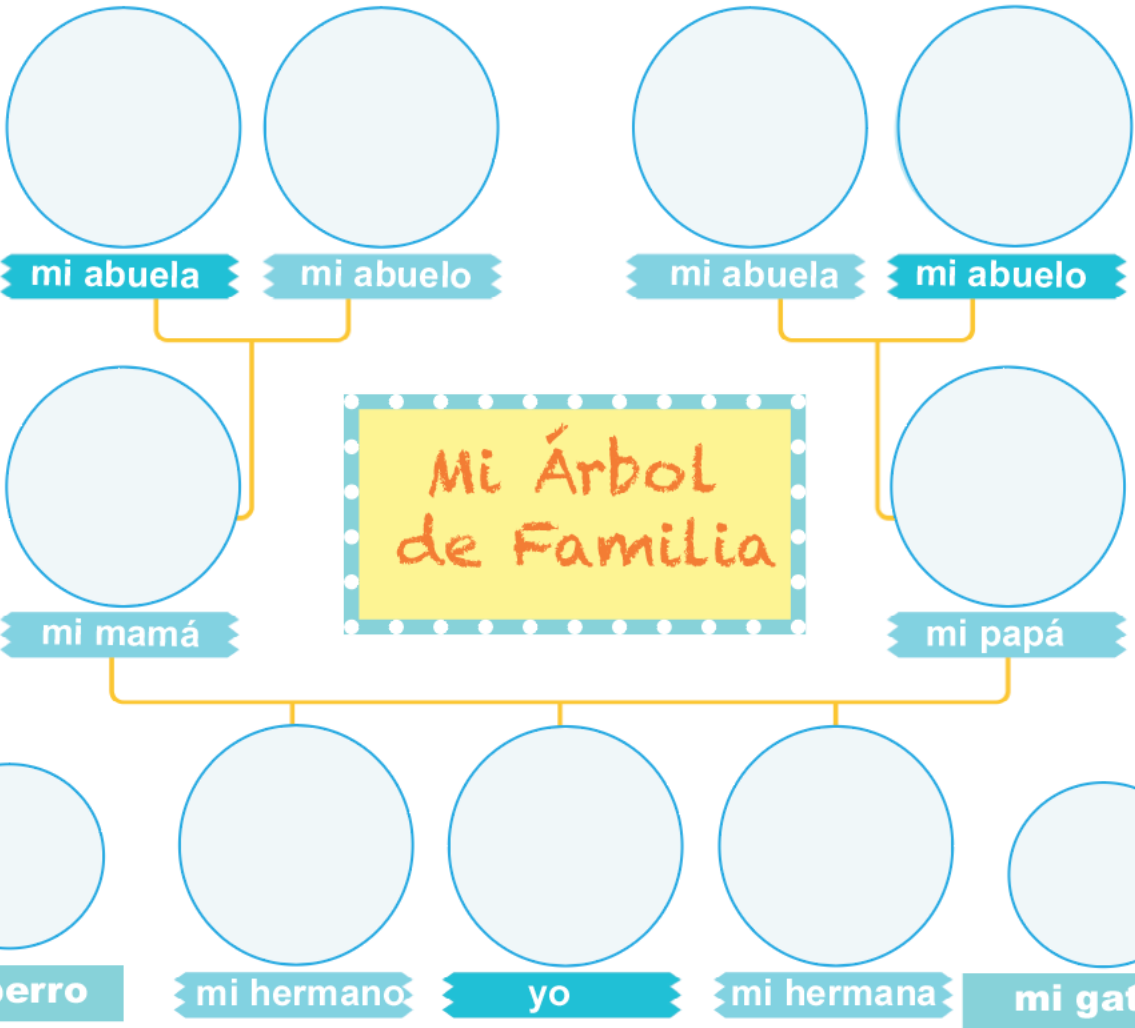 mi abuela
mi abuelo
mi abuela
mi abuelo
Mi Árbol
de Familia
mi mamá
mi papá
mi hermano
yo
mi hermana
mi